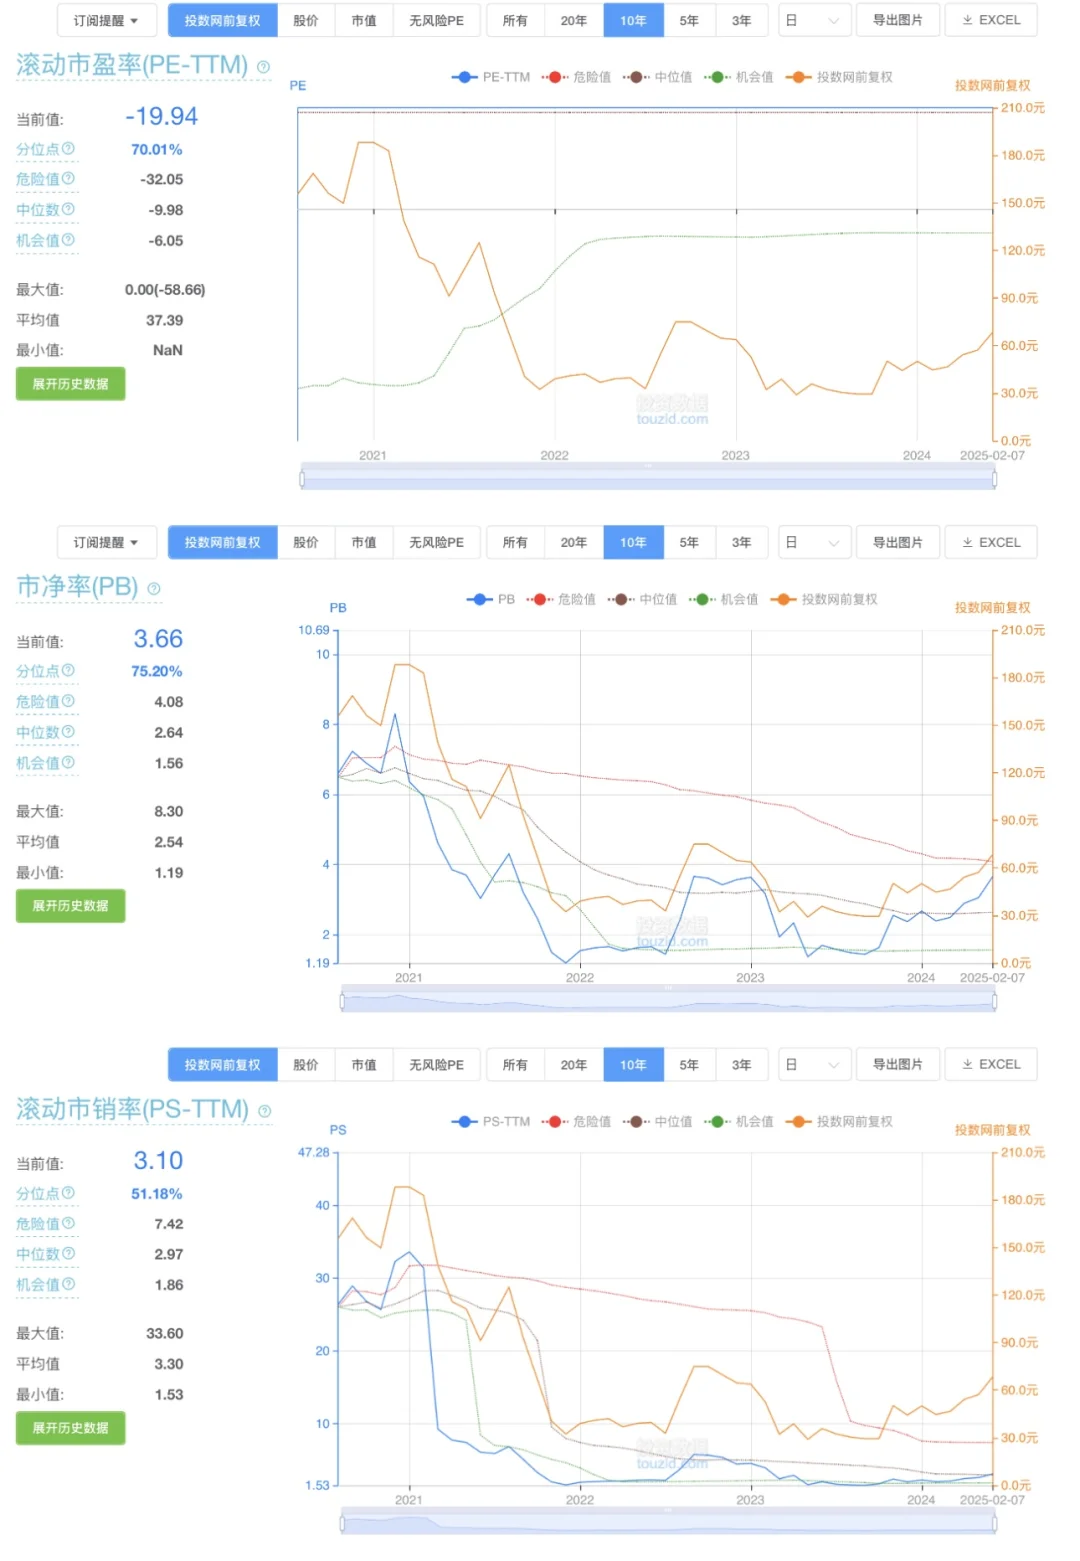 订阅提醒 投数网前复权 股价 市值 无风险PE 所有 20年 10年 5年 3年 日 导出图片 EXCEL
滚动市盈率(PE-TTM)
PE PE-TTM 危险值 中位值 机会值 投数网前复权 投数网前复权
当前值: -19.94
分位点 70.01%
危险值 -32.05
中位数 -9.98
机会值 -6.05
最大值: 0.00(-58.66)
平均值 37.39
最小值: NaN
展开历史数据
210.0元
180.0元
150.0元
120.0元
90.0元
60.0元
30.0元
0.0元
投资数据
touzid.com
2021 2022 2023 2024 2025-02-07
订阅提醒 投数网前复权 股价 市值 无风险PE 所有 20年 10年 5年 3年 日 导出图片 EXCEL
市净率(PB)
PB PB 危险值 中位值 机会值 投数网前复权 投数网前复权
当前值: 3.66
分位点 75.20%
危险值 4.08
中位数 2.64
机会值 1.56
最大值: 8.30
平均值 2.54
最小值: 1.19
展开历史数据
10.69
10
8
6
4
2
1.19
210.0元
180.0元
150.0元
120.0元
90.0元
60.0元
30.0元
0.0元
投资数据
touzid.com
2021 2022 2023 2024 2025-02-07
投数网前复权 股价 市值 无风险PE 所有 20年 10年 5年 3年 日 导出图片 EXCEL
滚动市销率(PS-TTM)
PS PS-TTM 危险值 中位值 机会值 投数网前复权 投数网前复权
当前值: 3.10
分位点 51.18%
危险值 7.42
中位数 2.97
机会值 1.86
最大值: 33.60
平均值 3.30
最小值: 1.53
展开历史数据
47.28
40
30
20
10
1.53
210.0元
180.0元
150.0元
120.0元
90.0元
60.0元
30.0元
0.0元
投资数据
touzid.com
2021 2022 2023 2024 2025-02-07